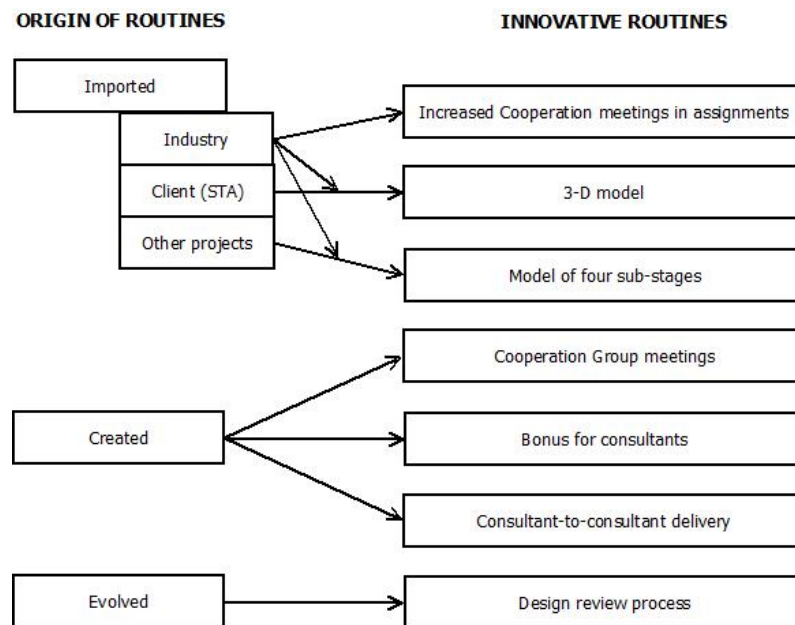 ORIGIN OF ROUTINES
INNOVATIVE ROUTINES
Imported
Industry
Client (STA)
Other projects
Increased Cooperation meetings in assignments
3-D model
Model of four sub-stages
Created
Cooperation Group meetings
Bonus for consultants
Consultant-to-consultant delivery
Evolved
Design review process